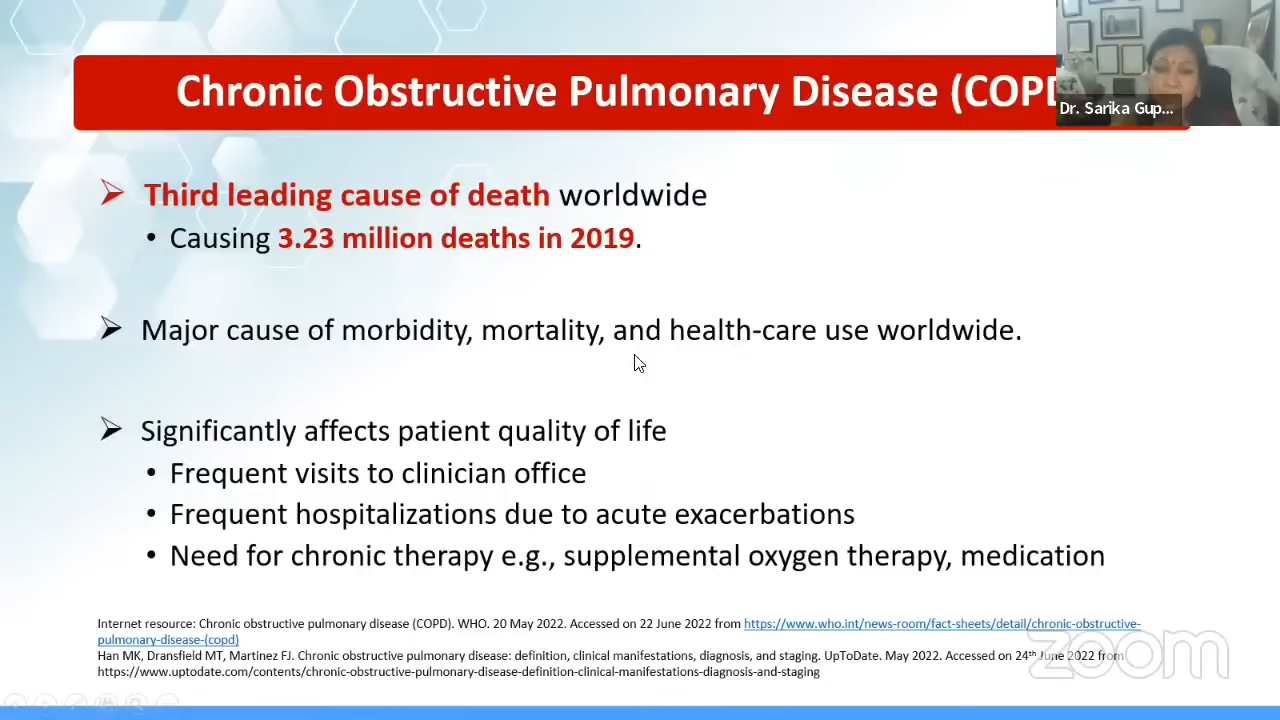 Chronic Obstructive Pulmonary Disease (COPD
Dr. Sarika Gup...
➢ Third leading cause of death worldwide
• Causing 3.23 million deaths in 2019.
➢ Major cause of morbidity, mortality, and health-care use worldwide.
➢ Significantly affects patient quality of life
• Frequent visits to clinician office
• Frequent hospitalizations due to acute exacerbations
• Need for chronic therapy e.g., supplemental oxygen therapy, medication
Internet resource: Chronic obstructive pulmonary disease (COPD). WHO. 20 May 2022. Accessed on 22 June 2022 from https://www.who.int/news-room/fact-sheets/detail/chronic-obstructive-
pulmonary-disease-(copd)
Han MK, Dransfield MT, Martinez FJ. Chronic obstructive pulmonary disease: definition, clinical manifestations, diagnosis, and staging. UpToDate. May 2022. Accessed on 24th June 2022 from
https://www.uptodate.com/contents/chronic-obstructive-pulmonary-disease-definition-clinical-manifestations-diagnosis-and-staging
zoom